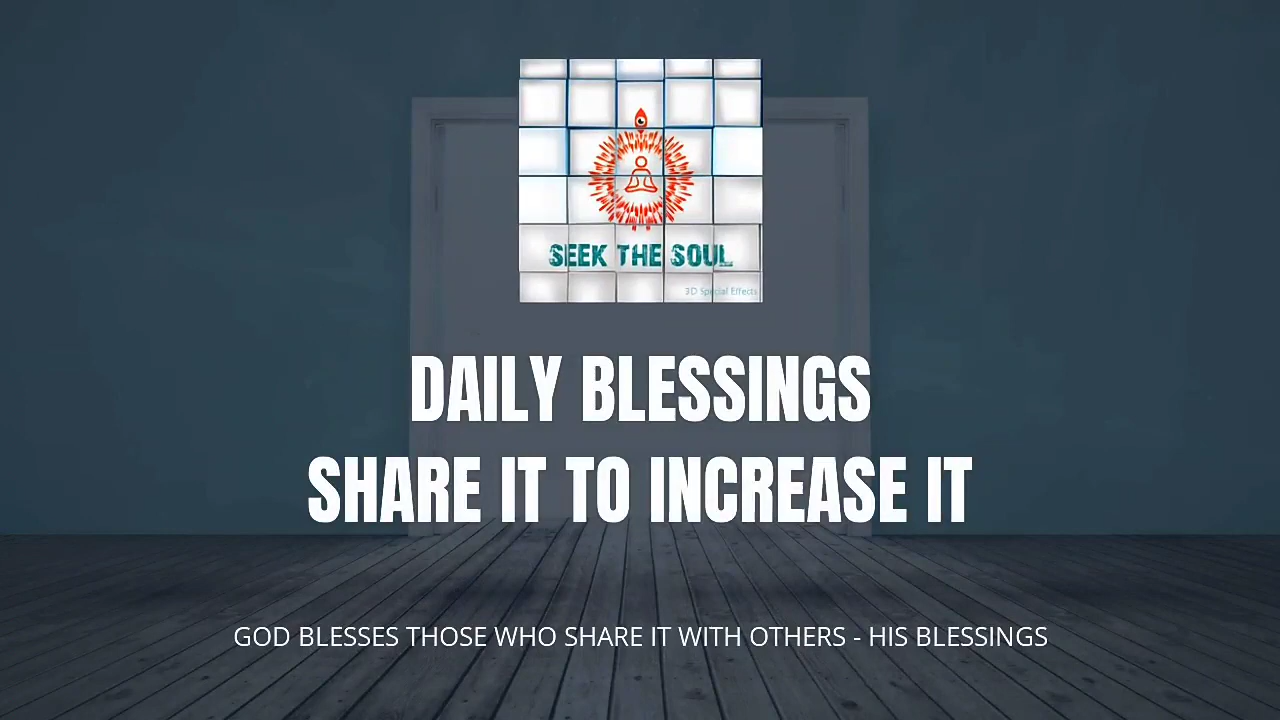 SEEK THE SOUL
3D Special Effects
DAILY BLESSINGS
SHARE IT TO INCREASE IT
GOD BLESSES THOSE WHO SHARE IT WITH OTHERS - HIS BLESSINGS